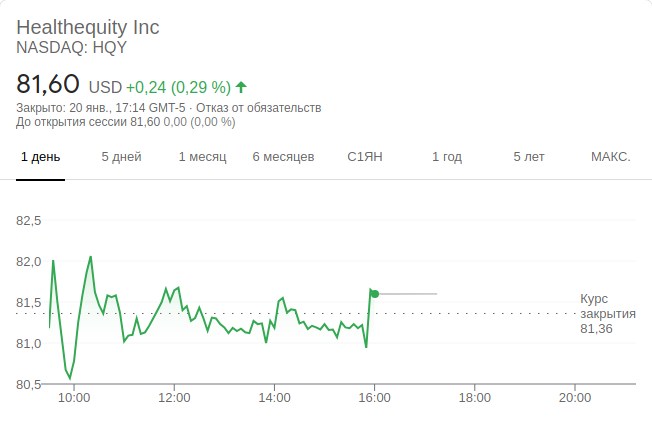 Healthequity Inc
NASDAQ: HQY
81,60 USD +0,24 (0,29 %)
Закрыто: 20 янв., 17:14 GMT-5 · Отказ от обязательств
До открытия сессии 81,60 0,00 (0,00 %)
1 день 5 дней 1 месяц 6 месяцев С1ЯН 1 год 5 лет МАКС.
82,5
82,0
81,5
81,0
80,5
Курс
закрытия
81,36
10:00 12:00 14:00 16:00 18:00 20:00